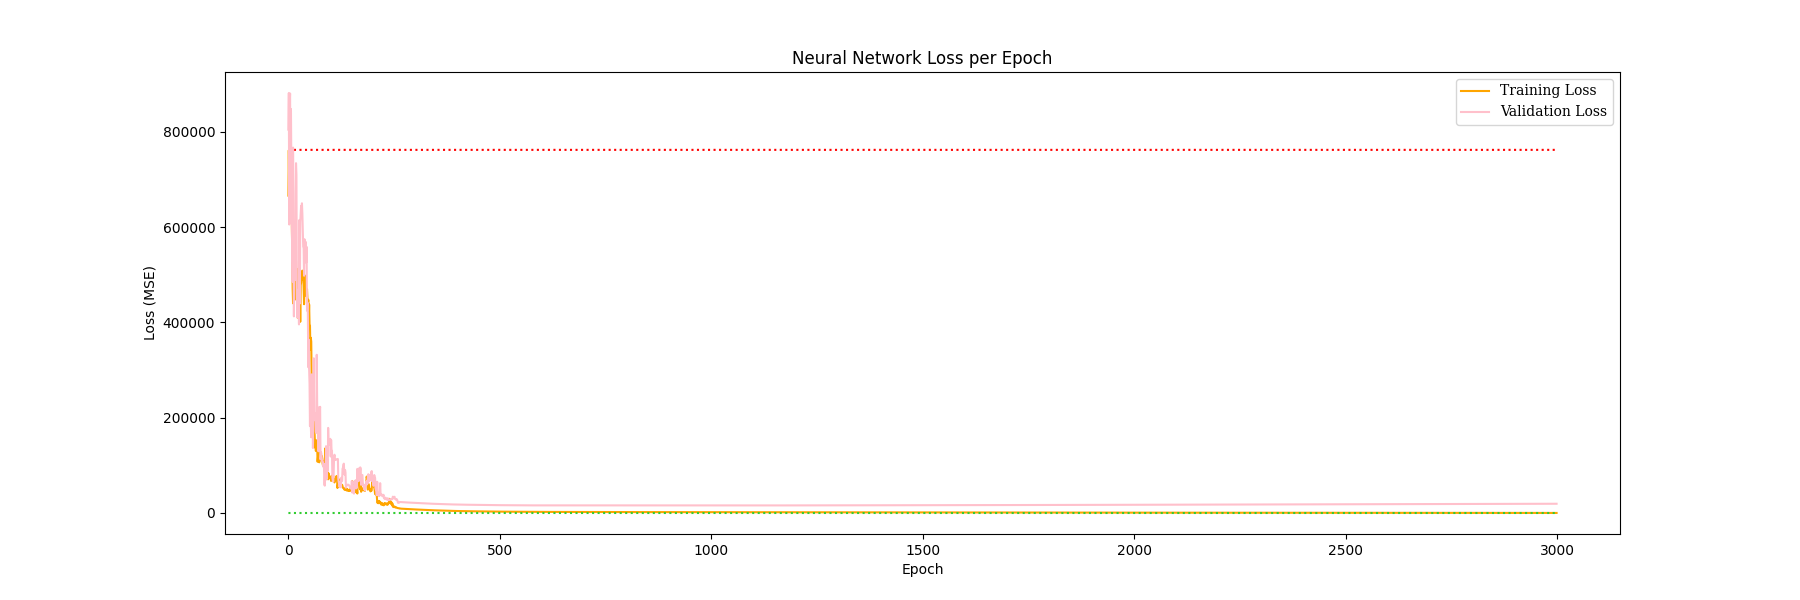 Neural Network Loss per Epoch
Training Loss
Validation Loss
800000
600000
400000
200000
0
Loss (MSE)
0 500 1000 1500 2000 2500 3000
Epoch